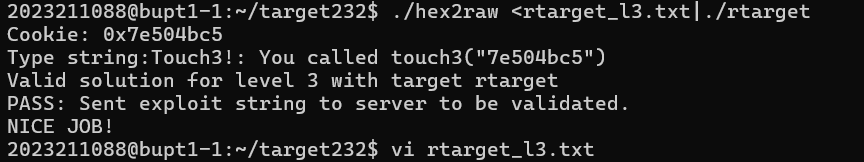 2023211088@bupt1-1:~/target232$ ./hex2raw <rtarget_l3.txt|./rtarget
Cookie: 0x7e504bc5
Type string:Touch3!: You called touch3("7e504bc5")
Valid solution for level 3 with target rtarget
PASS: Sent exploit string to server to be validated.
NICE JOB!
2023211088@bupt1-1:~/target232$ vi rtarget_l3.txt